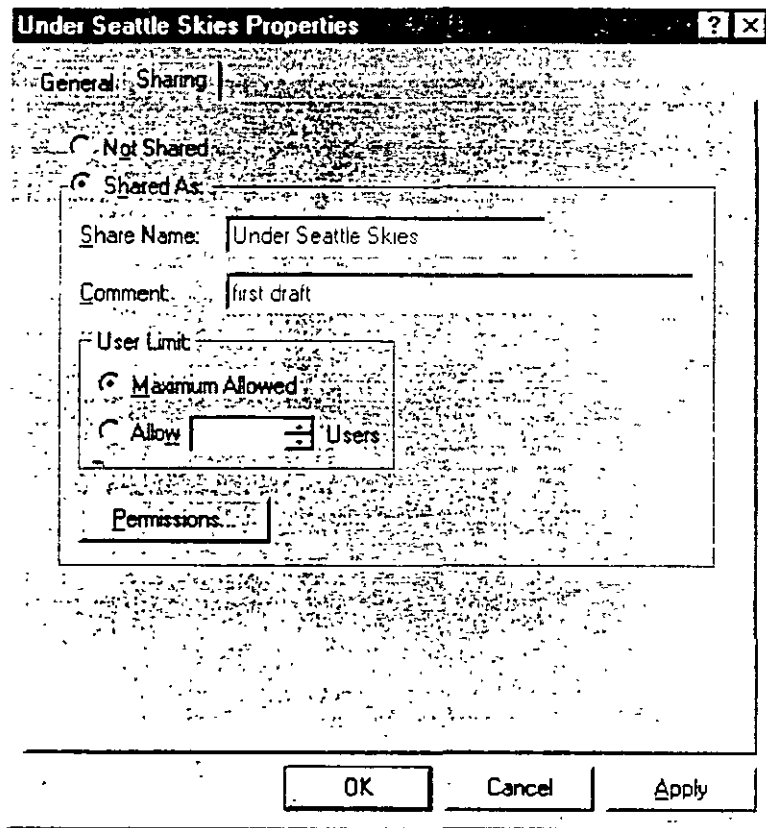 Under Seattle Skies Properties ? ×
General Sharing
Not Shared
Shared As:
Share Name: Under Seattle Skies
Comment: first draft
User Limit:
Maximum Allowed
Allow Users
Permissions...
OK Cancel Apply